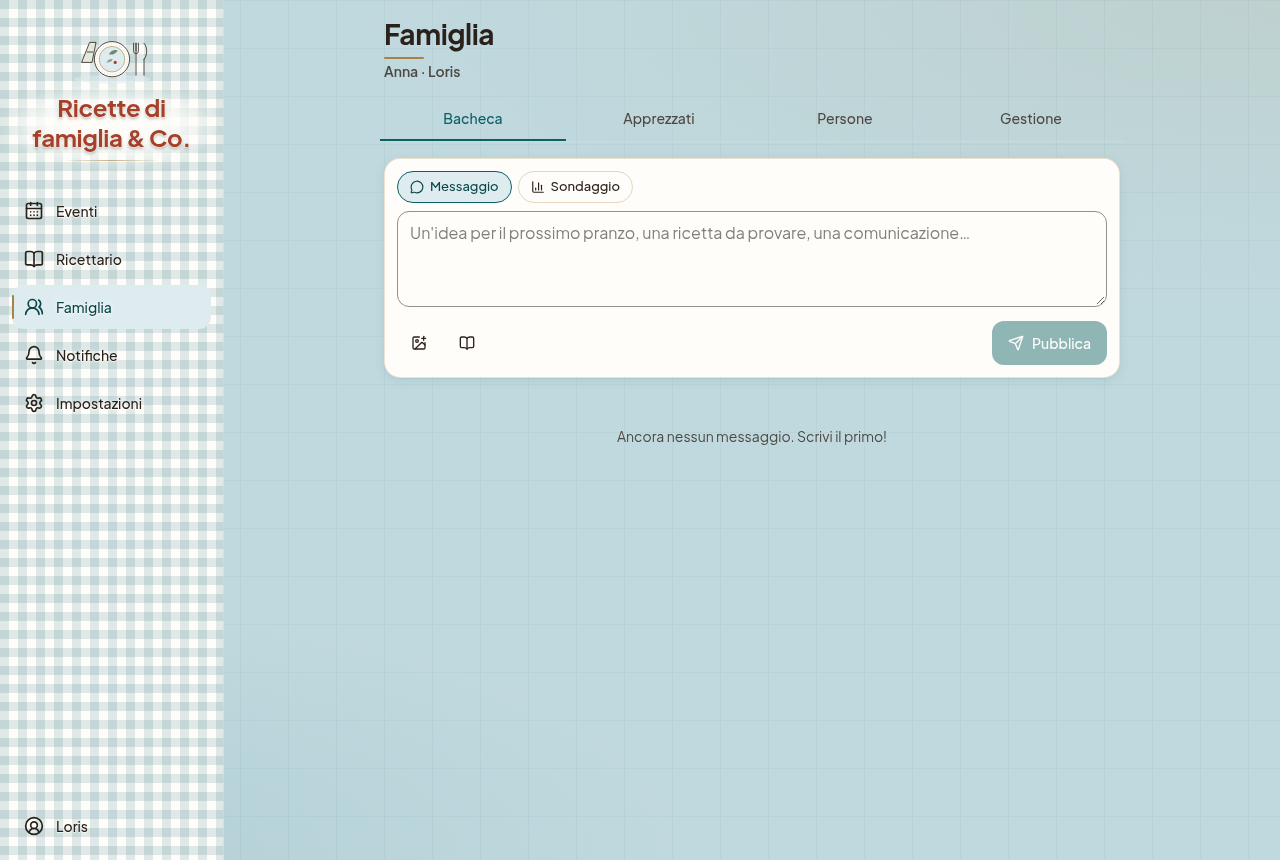 Ricette di
famiglia & Co.
Eventi
Ricettario
Famiglia
Notifiche
Impostazioni
Loris
Famiglia
Anna · Loris
Bacheca
Apprezzati
Persone
Gestione
Messaggio
Sondaggio
Un'idea per il prossimo pranzo, una ricetta da provare, una comunicazione…
Pubblica
Ancora nessun messaggio. Scrivi il primo!